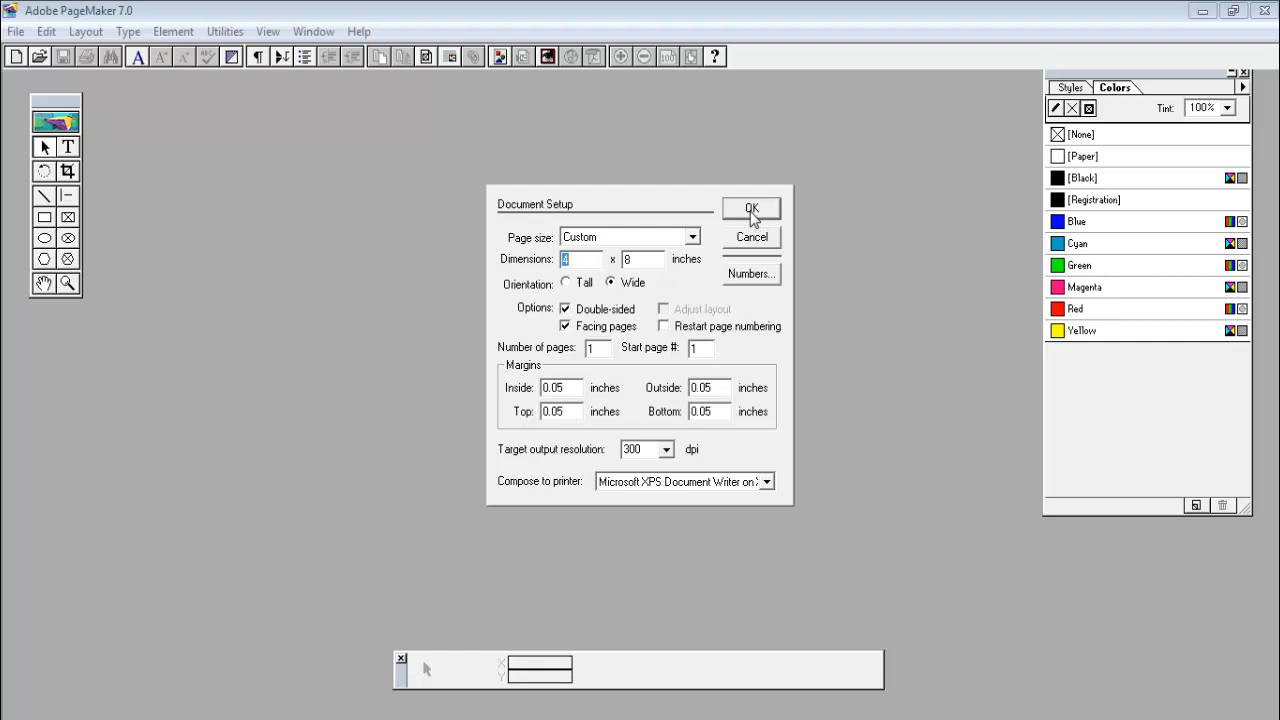 Adobe PageMaker 7.0
File Edit Layout Type Element Utilities View Window Help
Styles Colors
Tint: 100%
[None]
[Paper]
[Black]
[Registration]
Blue
Cyan
Green
Magenta
Red
Yellow
Document Setup
OK
Page size: Custom
Cancel
Dimensions: 4 x 8 inches
Numbers...
Orientation: Tall Wide
Options: Double-sided Adjust layout
Facing pages Restart page numbering
Number of pages: 1 Start page #: 1
Margins
Inside: 0.05 inches Outside: 0.05 inches
Top: 0.05 inches Bottom: 0.05 inches
Target output resolution: 300 dpi
Compose to printer: Microsoft XPS Document Writer on
X
Y